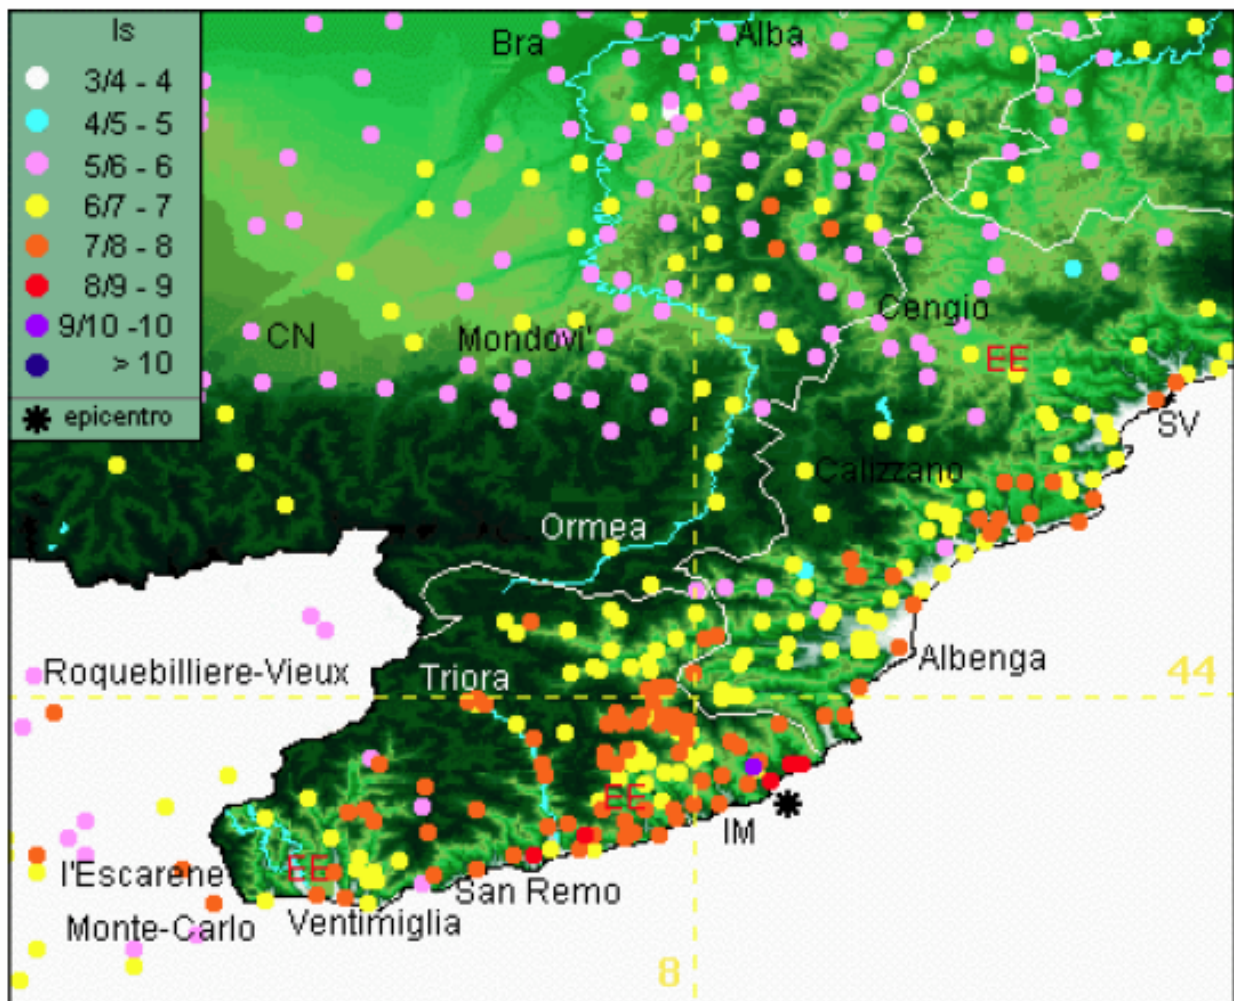 Is
3/4 - 4
4/5 - 5
5/6 - 6
6/7 - 7
7/8 - 8
8/9 - 9
9/10 -10
> 10
epicentro
Bra
Alba
CN
Mondovi'
Cengio
EE
SV
Calizzano
Ormea
Albenga
Roquebilliere-Vieux
Triora
44
EE
IM
EE
l'Escarene
San Remo
Monte-Carlo
Ventimiglia
8